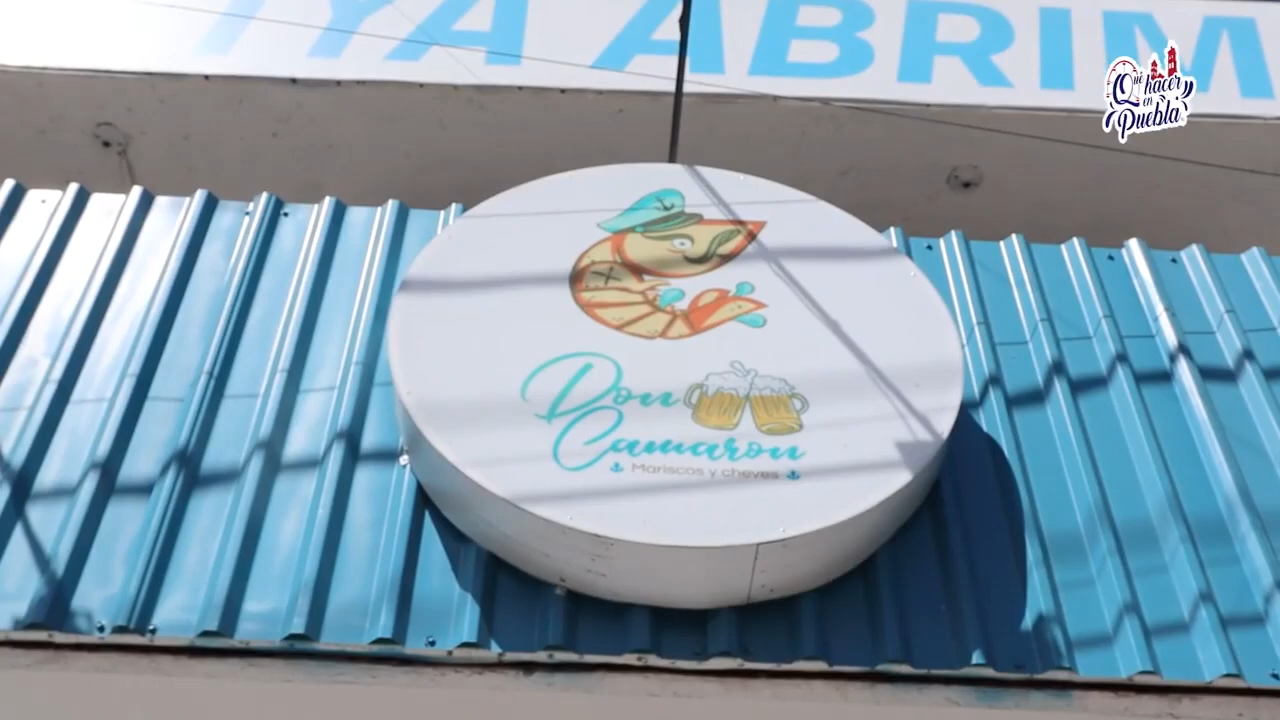 ¡YA ABRIM
Qué hacer
en
Puebla
Don
Camaron
Mariscos y cheves